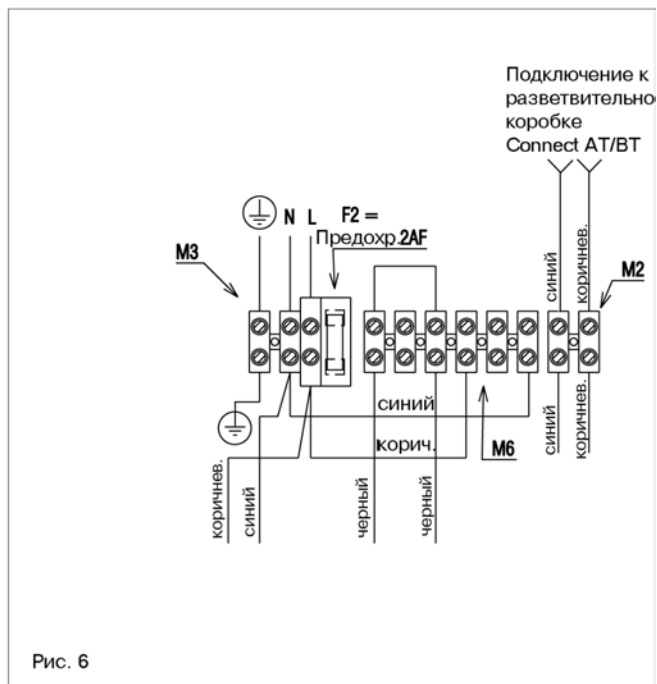 Подключение к
разветвительно
коробке
Connect AT/BT
N L F2 =
Предохр.2AF
M3
синий
коричнев.
M2
синий
корич.
M6
коричнев.
синий
черный
черный
синий
коричнев.
Рис. 6